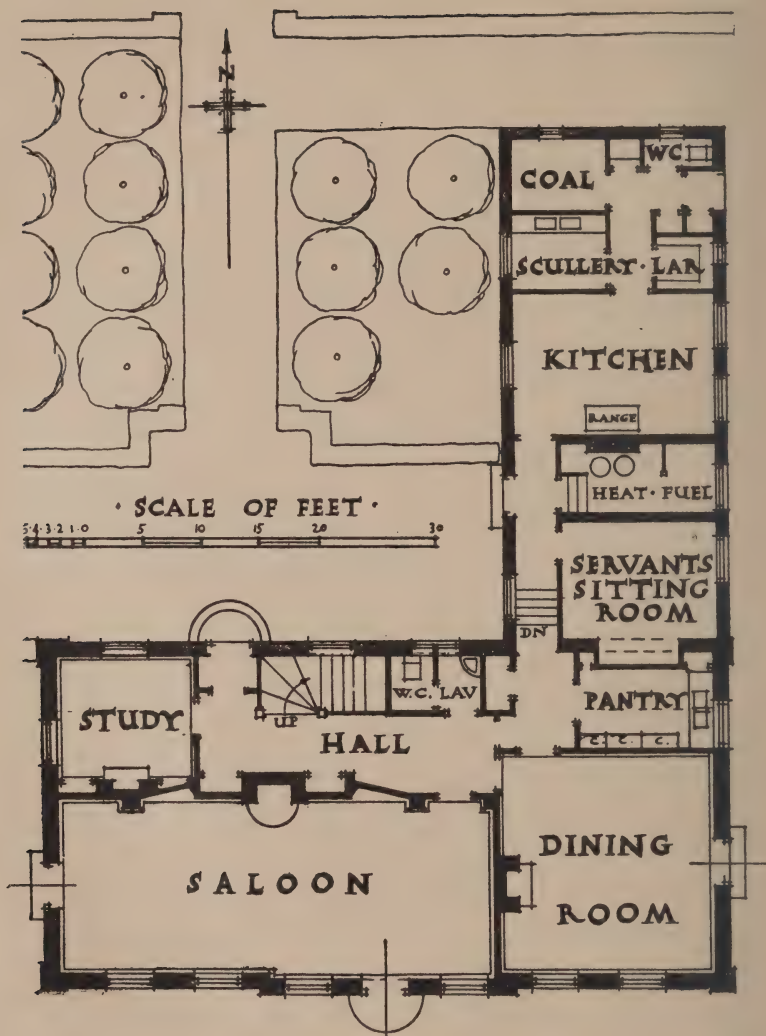 N
COAL
WC
SCULLERY · LAR
KITCHEN
RANGE
HEAT · FUEL
· SCALE OF FEET ·
5·4·3·2·1·0 5 10 15 20 30
SERVANTS
SITTING
ROOM
DN
STUDY
UP
W.C. LAV
PANTRY
C. C. C.
HALL
SALOON
DINING
ROOM